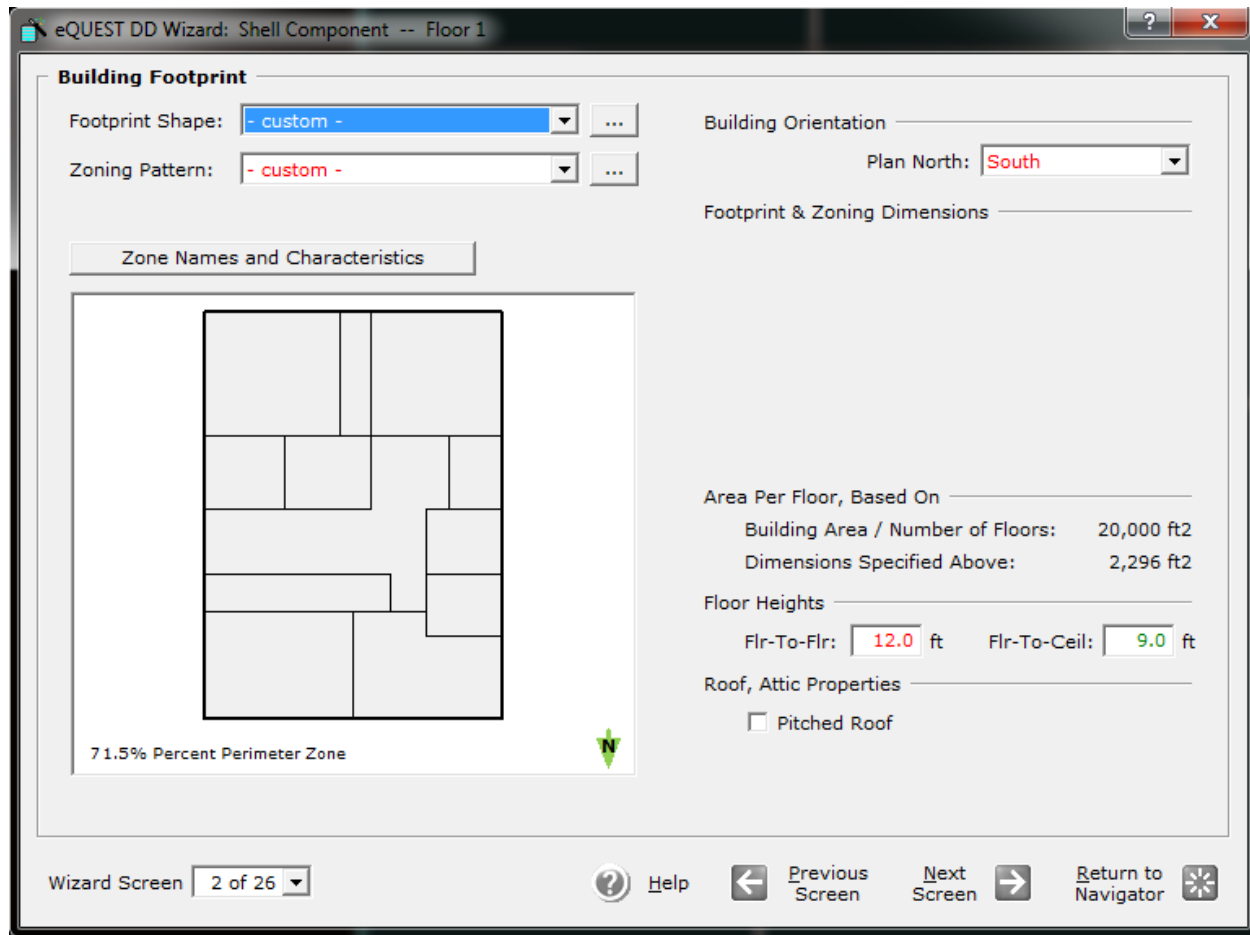 eQUEST DD Wizard: Shell Component -- Floor 1
?
X
Building Footprint
Footprint Shape: - custom - ...
Zoning Pattern: - custom - ...
Zone Names and Characteristics
71.5% Percent Perimeter Zone
N
Building Orientation
Plan North: South
Footprint & Zoning Dimensions
Area Per Floor, Based On
Building Area / Number of Floors: 20,000 ft2
Dimensions Specified Above: 2,296 ft2
Floor Heights
Flr-To-Flr: 12.0 ft Flr-To-Ceil: 9.0 ft
Roof, Attic Properties
Pitched Roof
Wizard Screen 2 of 26
? Help
Previous Screen
Next Screen
Return to Navigator